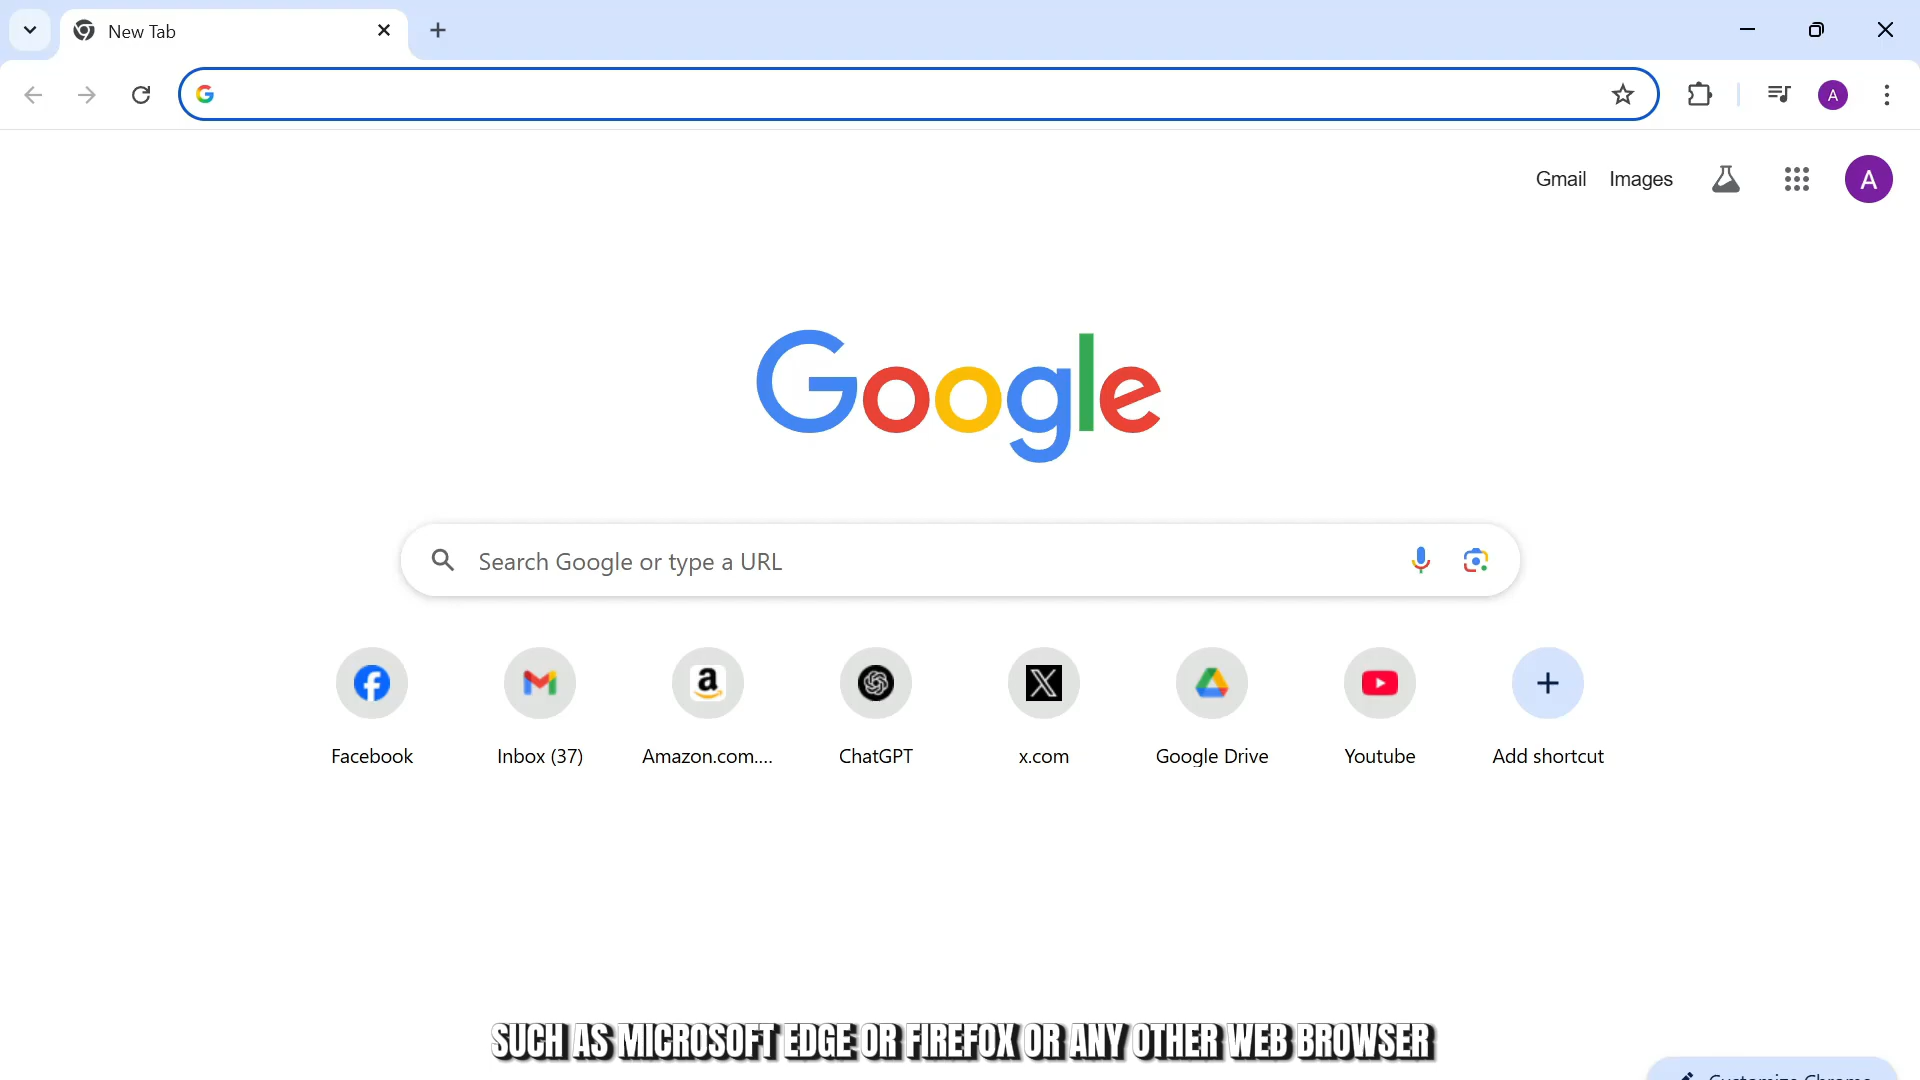 New Tab
Gmail Images
A
A
Google
Search Google or type a URL
Facebook
Inbox (37)
Amazon.com....
ChatGPT
x.com
Google Drive
Youtube
Add shortcut
SUCH AS MICROSOFT EDGE OR FIREFOX OR ANY OTHER WEB BROWSER
Customize Chrome